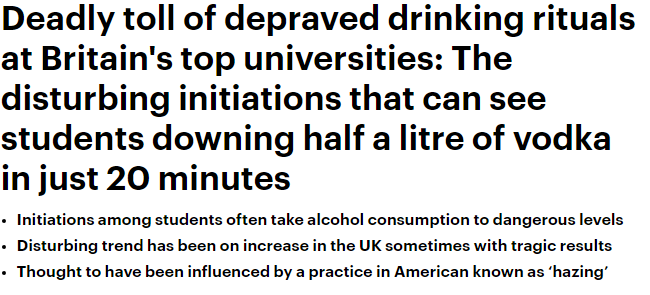 Deadly toll of depraved drinking rituals
at Britain's top universities: The
disturbing initiations that can see
students downing half a litre of vodka
in just 20 minutes
• Initiations among students often take alcohol consumption to dangerous levels
• Disturbing trend has been on increase in the UK sometimes with tragic results
• Thought to have been influenced by a practice in American known as ‘hazing’